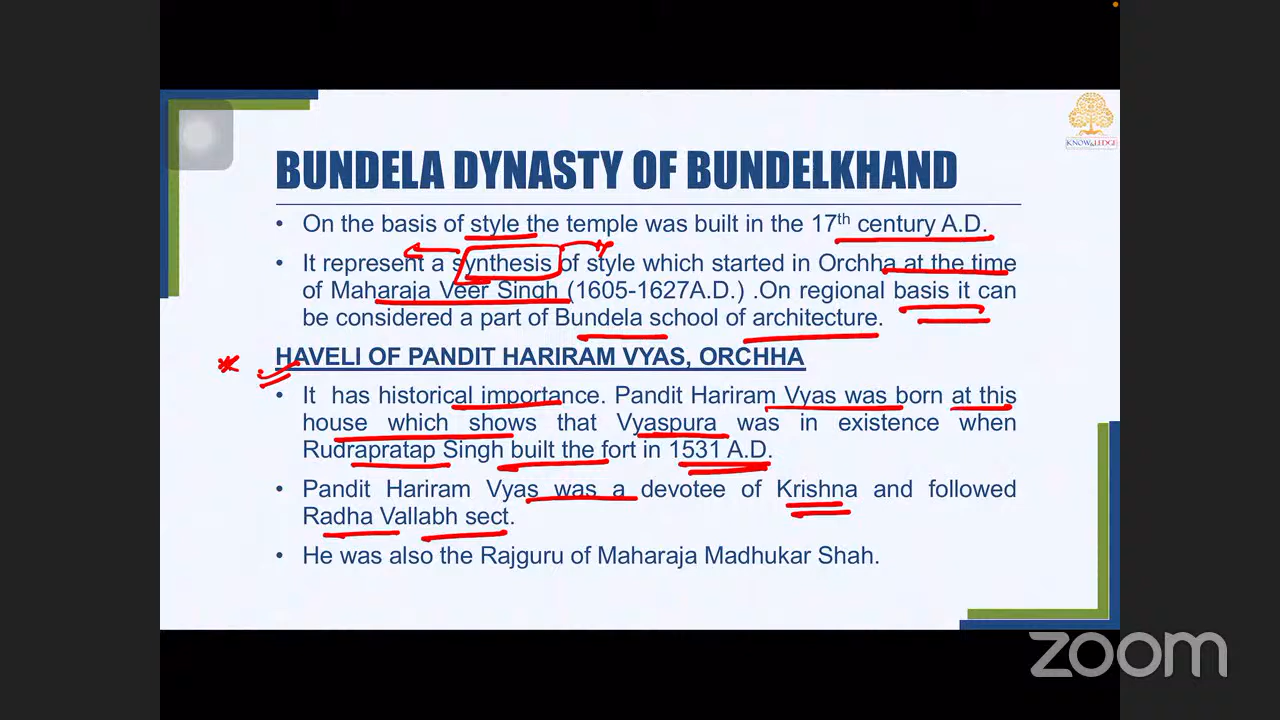 KNOWLEDGE
BUNDELA DYNASTY OF BUNDELKHAND
• On the basis of style the temple was built in the 17th century A.D.
• It represent a synthesis of style which started in Orchha at the time
of Maharaja Veer Singh (1605-1627A.D.) .On regional basis it can
be considered a part of Bundela school of architecture.
HAVELI OF PANDIT HARIRAM VYAS, ORCHHA
• It has historical importance. Pandit Hariram Vyas was born at this
house which shows that Vyaspura was in existence when
Rudrapratap Singh built the fort in 1531 A.D.
• Pandit Hariram Vyas was a devotee of Krishna and followed
Radha Vallabh sect.
• He was also the Rajguru of Maharaja Madhukar Shah.
zoom